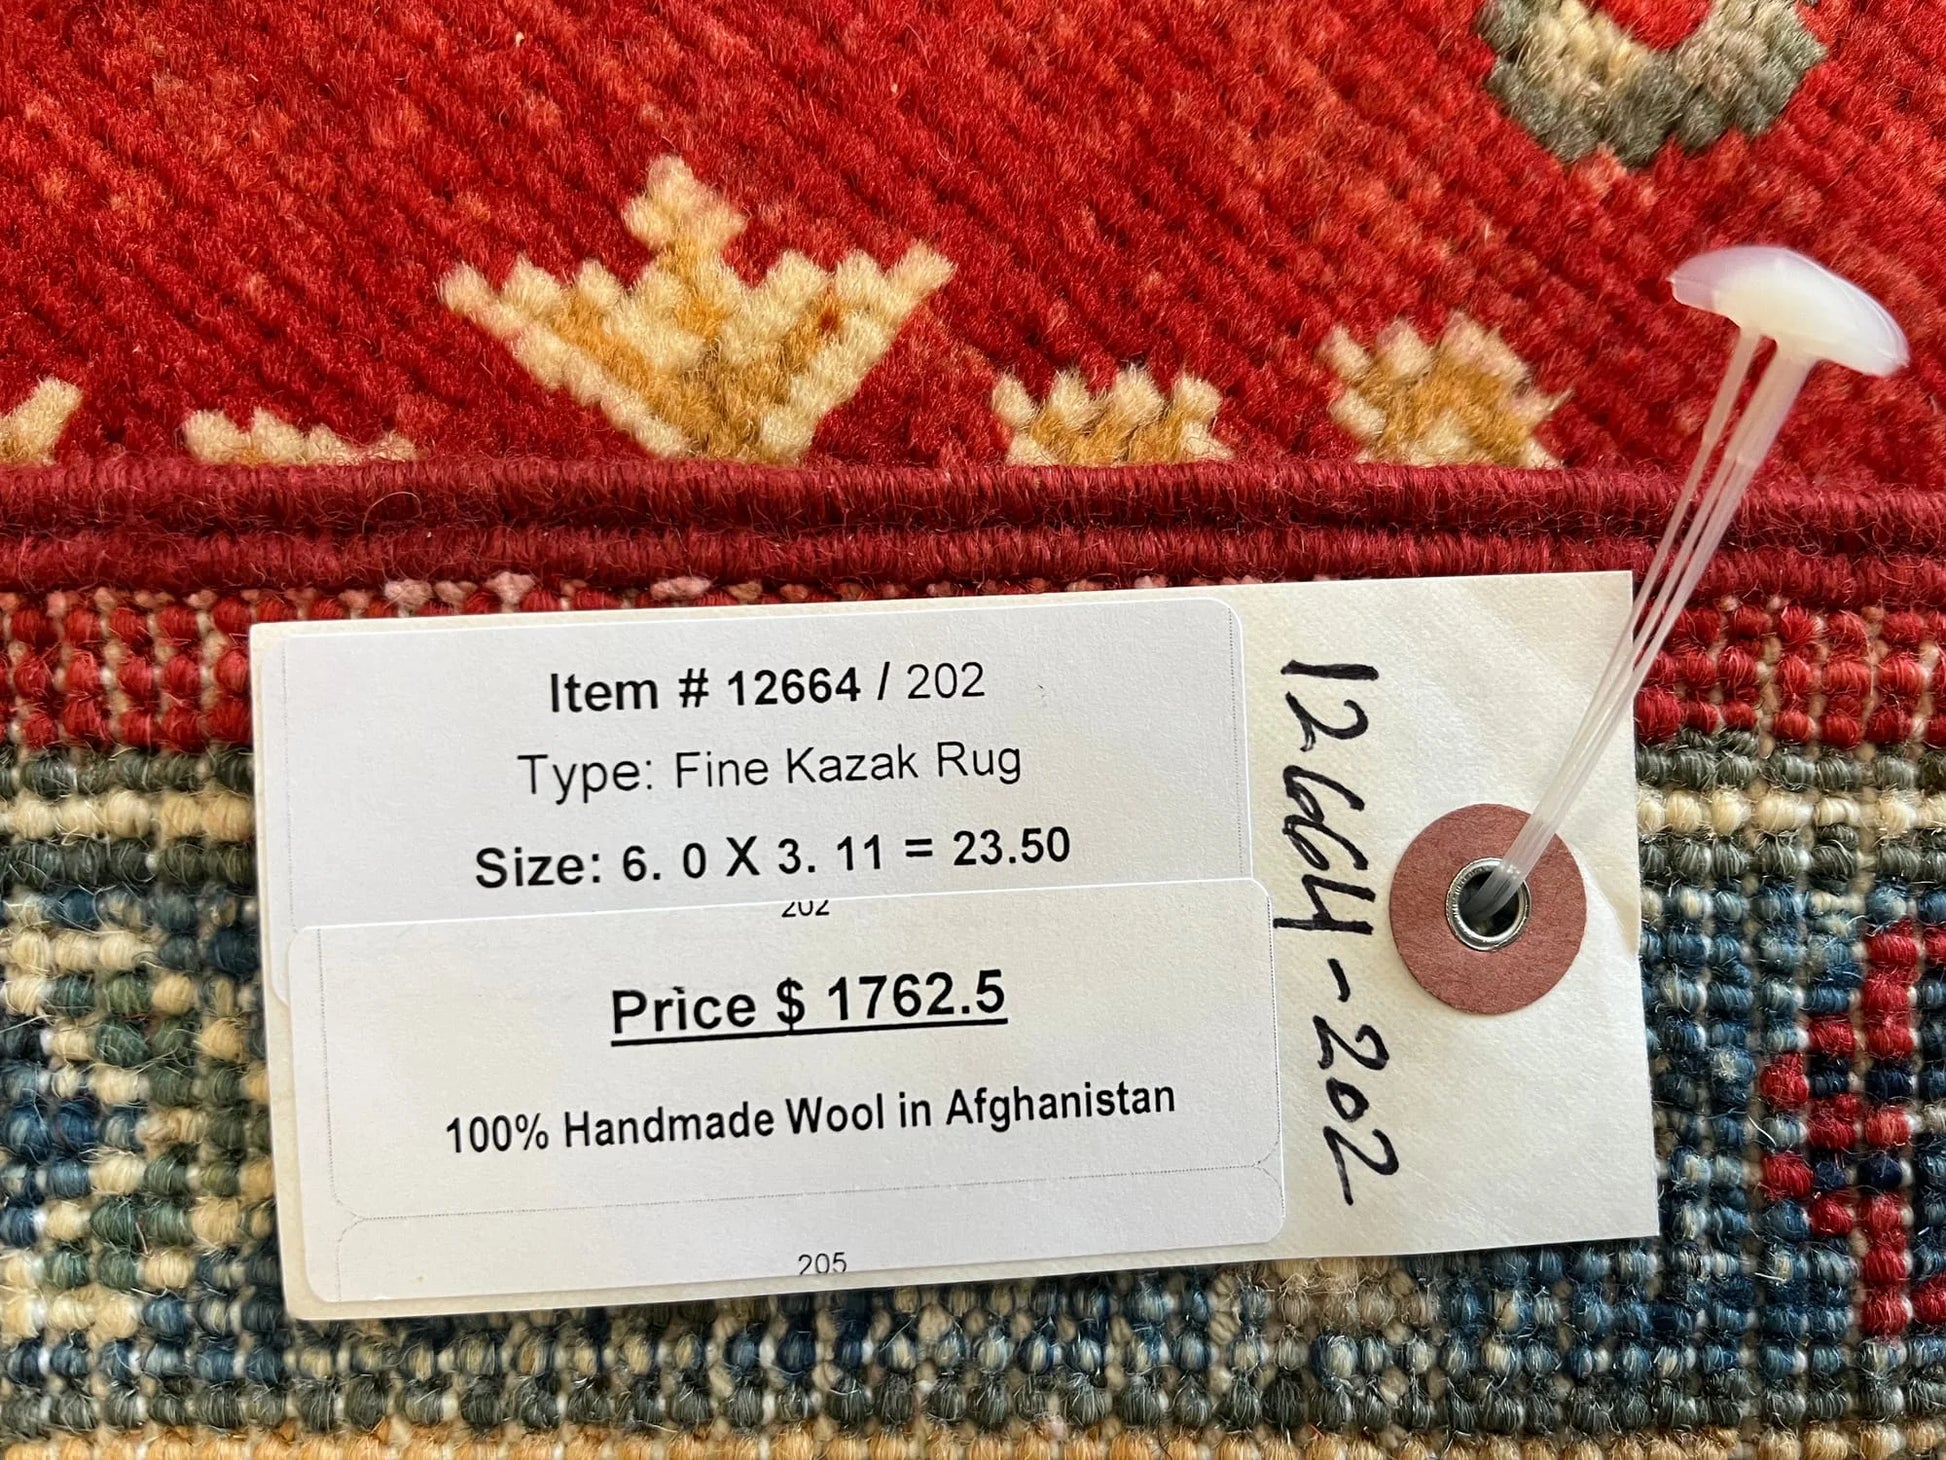 Item # 12664 / 202
Type: Fine Kazak Rug
Size: 6. 0 X 3. 11 = 23.50
202
Price $ 1762.5
100% Handmade Wool in Afghanistan
205
12664-202